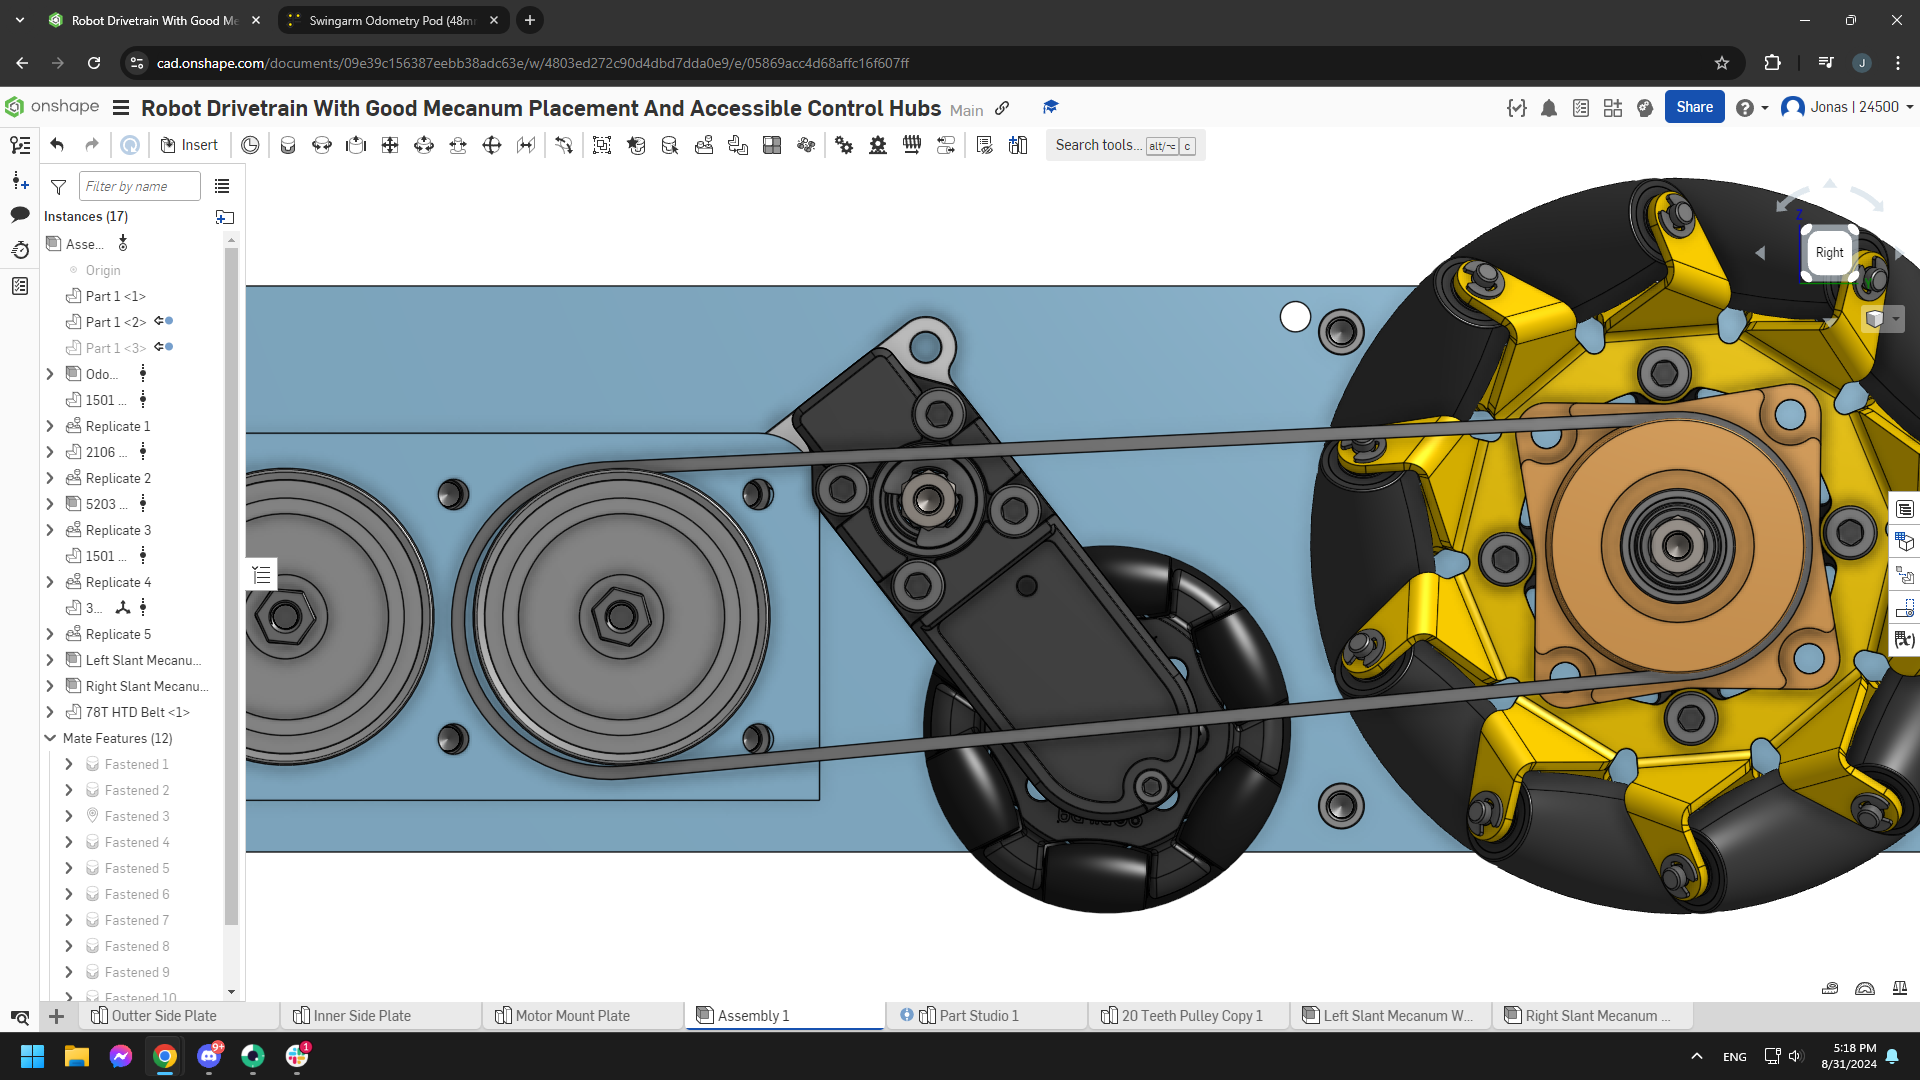 Robot Drivetrain With Good Me
Swingarm Odometry Pod (48m
cad.onshape.com/documents/09e39c156387eebb38adc63e/w/4803ed272c90d4dbd7dda0e9/e/05869acc4d68affc16f607ff
J
onshape
Robot Drivetrain With Good Mecanum Placement And Accessible Control Hubs
Main
Share
Jonas | 24500
Insert
Search tools... alt/⌥ c
Filter by name
Instances (17)
Asse...
Origin
Part 1 <1>
Part 1 <2>
Part 1 <3>
Odo...
1501 ...
Replicate 1
2106 ...
Replicate 2
5203 ...
Replicate 3
1501 ...
Replicate 4
3...
Replicate 5
Left Slant Mecanu...
Right Slant Mecanu...
78T HTD Belt <1>
Mate Features (12)
Fastened 1
Fastened 2
Fastened 3
Fastened 4
Fastened 5
Fastened 6
Fastened 7
Fastened 8
Fastened 9
Fastened 10
Z
Right
Outter Side Plate
Inner Side Plate
Motor Mount Plate
Assembly 1
Part Studio 1
20 Teeth Pulley Copy 1
Left Slant Mecanum W...
Right Slant Mecanum ...
9+
1
ENG
5:18 PM
8/31/2024